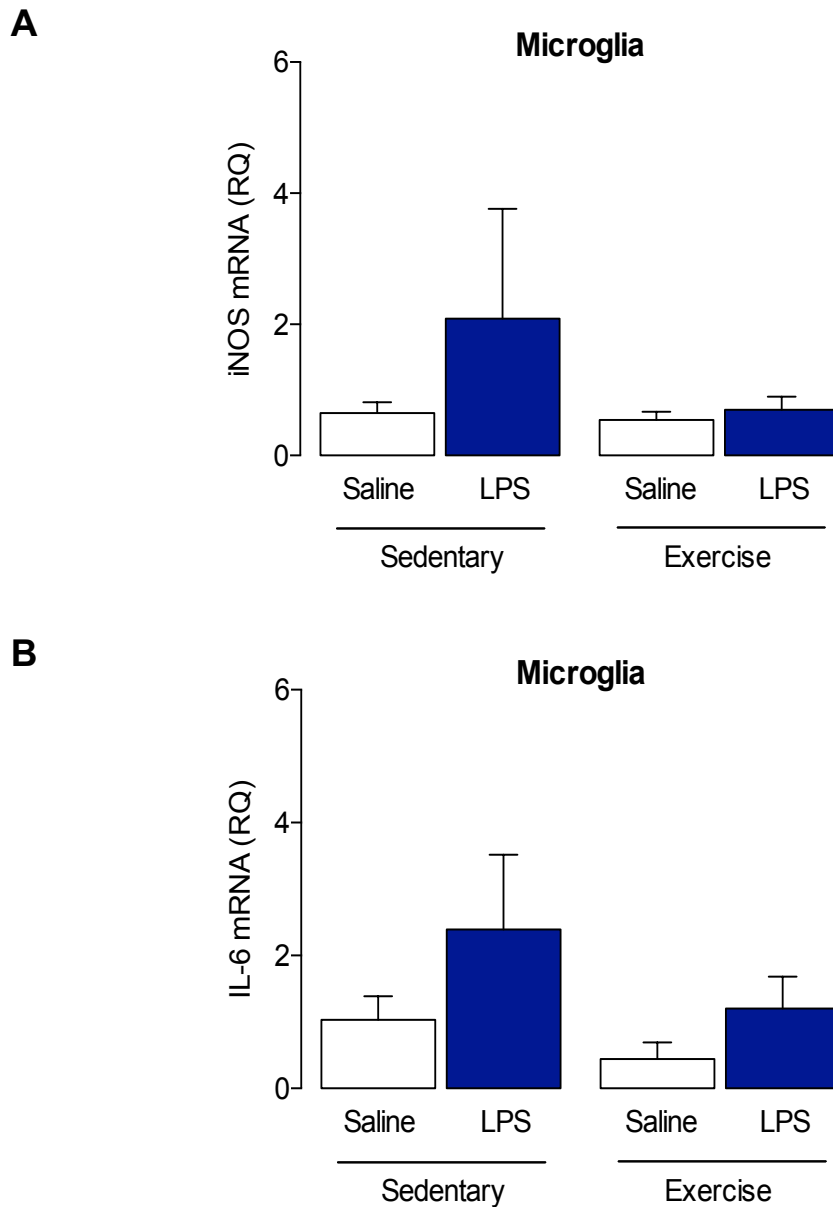 A
Microglia
6
4
2
0
iNOS mRNA (RQ)
Saline LPS Saline LPS
Sedentary Exercise
B
Microglia
6
4
2
0
IL-6 mRNA (RQ)
Saline LPS Saline LPS
Sedentary Exercise